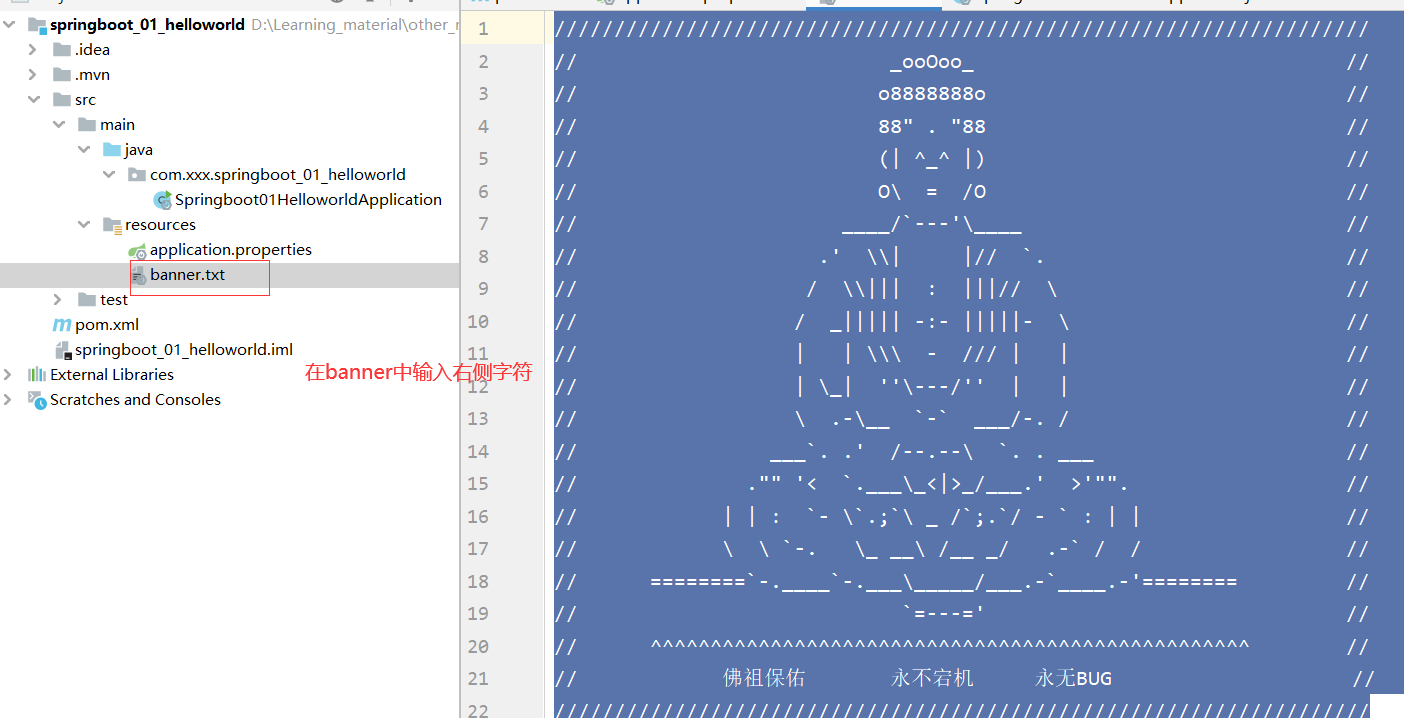 springboot_01_helloworld D:\Learning_material\other_
.idea
.mvn
src
main
java
com.xxx.springboot_01_helloworld
Springboot01HelloworldApplication
resources
application.properties
banner.txt
test
pom.xml
springboot_01_helloworld.iml
External Libraries
Scratches and Consoles
在banner中输入右侧字符
1 ////////////////////////////////////////////////////////////////////
2 //                          _ooOoo_                               //
3 //                         o8888888o                              //
4 //                         88" . "88                              //
5 //                         (| ^_^ |)                              //
6 //                         O\  =  /O                              //
7 //                      ____/`---'\____                           //
8 //                    .'  \\|     |//  `.                         //
9 //                   /  \\|||  :  |||//  \                        //
10 //                  /  _||||| -:- |||||-  \                       //
11 //                  |   | \\\  -  /// |   |                       //
12 //                  | \_|  ''\---/''  |   |                       //
13 //                  \  .-\__  `-`  ___/-. /                       //
14 //                ___`. .'  /--.--\  `. . ___                     //
15 //              ."" '<  `.___\_<|>_/___.'  >'"".                  //
16 //            | | :  `- \`.;`\ _ /`;.`/ - ` : | |                 //
17 //            \  \ `-.   \_ __\ /__ _/   .-` /  /                 //
18 //      ========`-.____`-.___\_____/___.-`____.-'========         //
19 //                           `=---='                              //
20 //      ^^^^^^^^^^^^^^^^^^^^^^^^^^^^^^^^^^^^^^^^^^^^^^^^^^        //
21 //            佛祖保佑       永不宕机     永无BUG                    //
22 ////////////////////////////////////////////////////////////////////